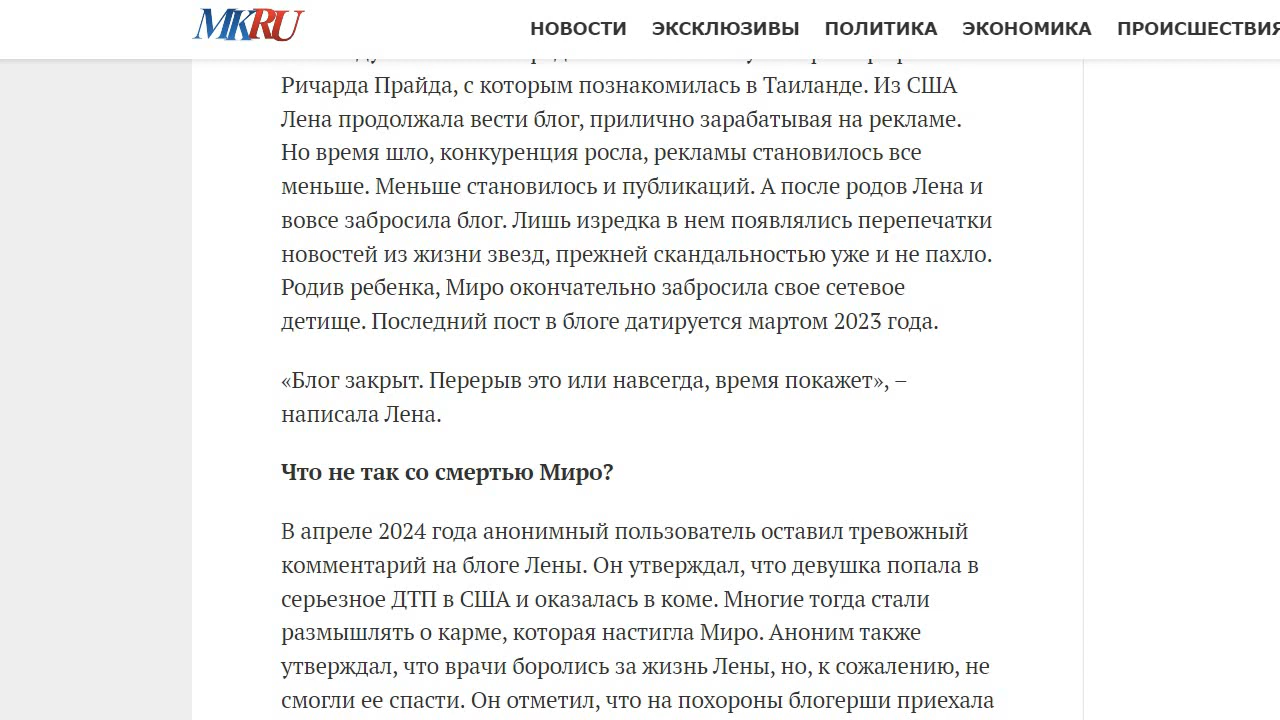 MKRU
НОВОСТИ ЭКСКЛЮЗИВЫ ПОЛИТИКА ЭКОНОМИКА ПРОИСШЕСТВИЯ
Ричарда Прайда, с которым познакомилась в Таиланде. Из США
Лена продолжала вести блог, прилично зарабатывая на рекламе.
Но время шло, конкуренция росла, рекламы становилось все
меньше. Меньше становилось и публикаций. А после родов Лена и
вовсе забросила блог. Лишь изредка в нем появлялись перепечатки
новостей из жизни звезд, прежней скандальностью уже и не пахло.
Родив ребенка, Миро окончательно забросила свое сетевое
детище. Последний пост в блоге датируется мартом 2023 года.
«Блог закрыт. Перерыв это или навсегда, время покажет», –
написала Лена.
Что не так со смертью Миро?
В апреле 2024 года анонимный пользователь оставил тревожный
комментарий на блоге Лены. Он утверждал, что девушка попала в
серьезное ДТП в США и оказалась в коме. Многие тогда стали
размышлять о карме, которая настигла Миро. Аноним также
утверждал, что врачи боролись за жизнь Лены, но, к сожалению, не
смогли ее спасти. Он отметил, что на похороны блогерши приехала